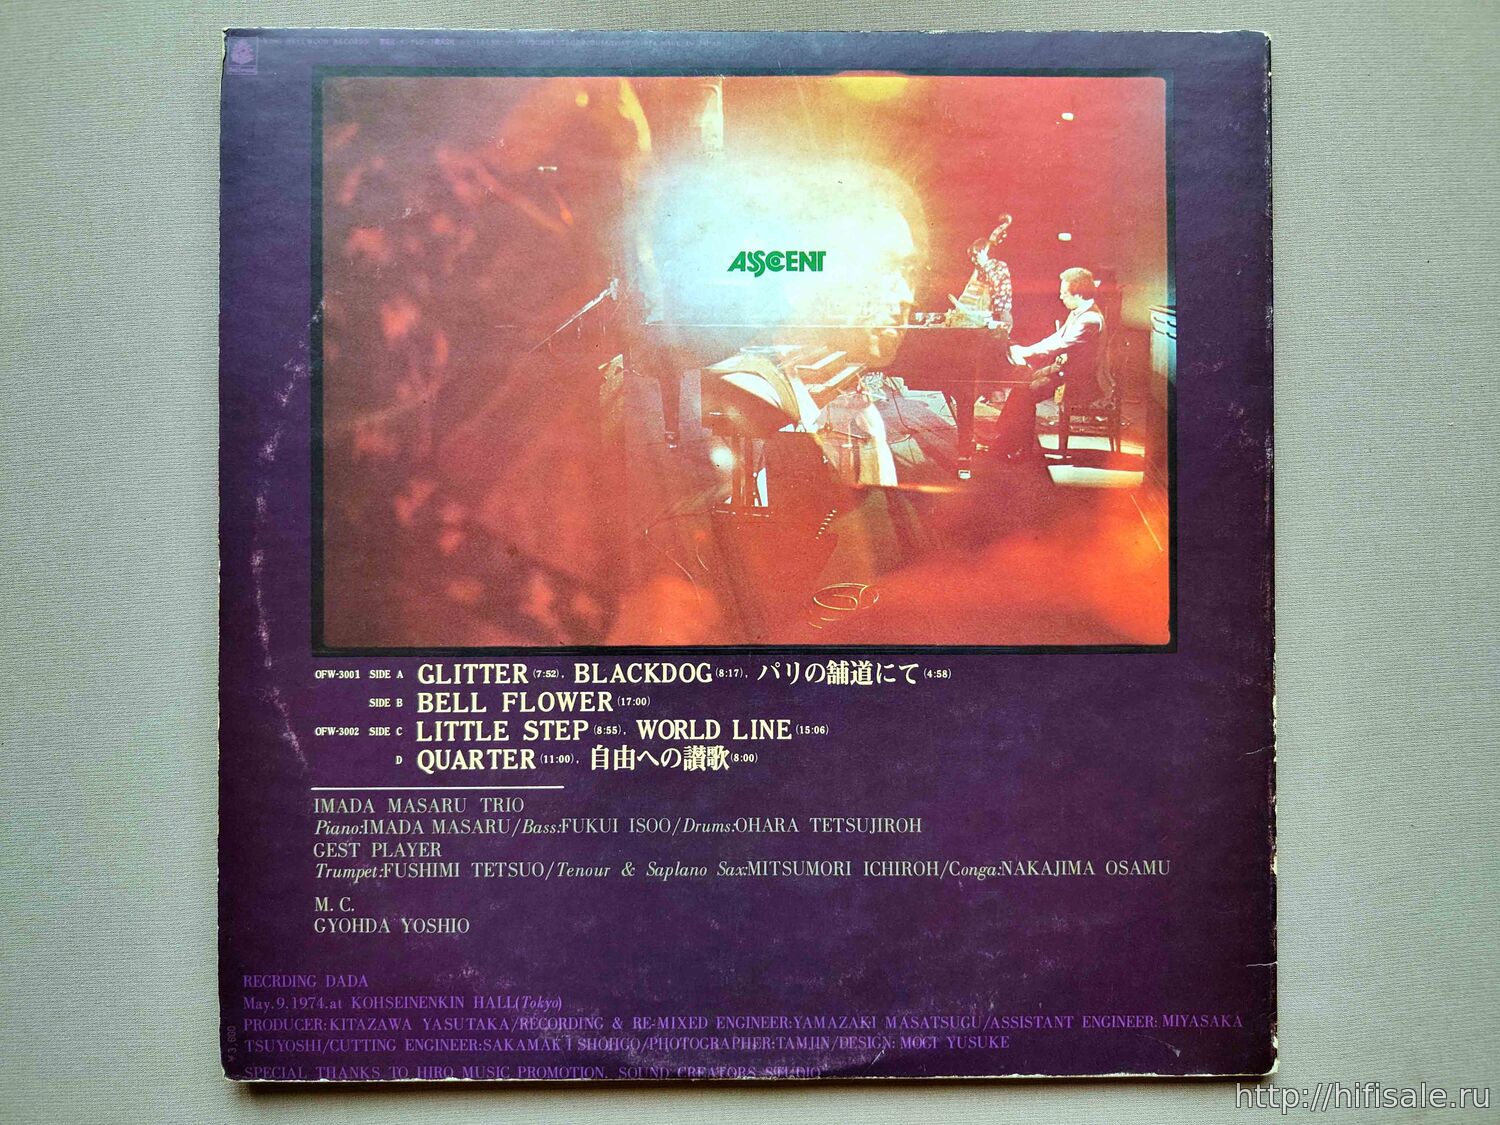 ASCENT
OFW-3001 SIDE A GLITTER (7:52), BLACKDOG (8:17), パリの舗道にて (4:58)
SIDE B BELL FLOWER (17:00)
OFW-3002 SIDE C LITTLE STEP (8:55), WORLD LINE (15:06)
D QUARTER (11:00), 自由への讃歌 (8:00)
IMADA MASARU TRIO
Piano:IMADA MASARU/Bass:FUKUI ISOO/Drums:OHARA TETSUJIROH
GEST PLAYER
Trumpet:FUSHIMI TETSUO/Tenour & Saplano Sax:MITSUMORI ICHIROH/Conga:NAKAJIMA OSAMU
M. C.
GYOHDA YOSHIO
RECRDING DADA
May. 9. 1974. at KOHSEINENKIN HALL(Tokyo)
PRODUCER: KITAZAWA YASUTAKA/RECORDING & RE-MIXED ENGINEER:YAMAZAKI MASATSUGU/ASSISTANT ENGINEER: MIYASAKA
TSUYOSHI/CUTTING ENGINEER:SAKAMAKI SHOHGO/PHOTOGRAPHER:TAMJIN/DESIGN: MOGI YUSUKE
SPECIAL THANKS TO HIRO MUSIC PROMOTION, SOUND CREATORS STUDIO
http://hifisale.ru